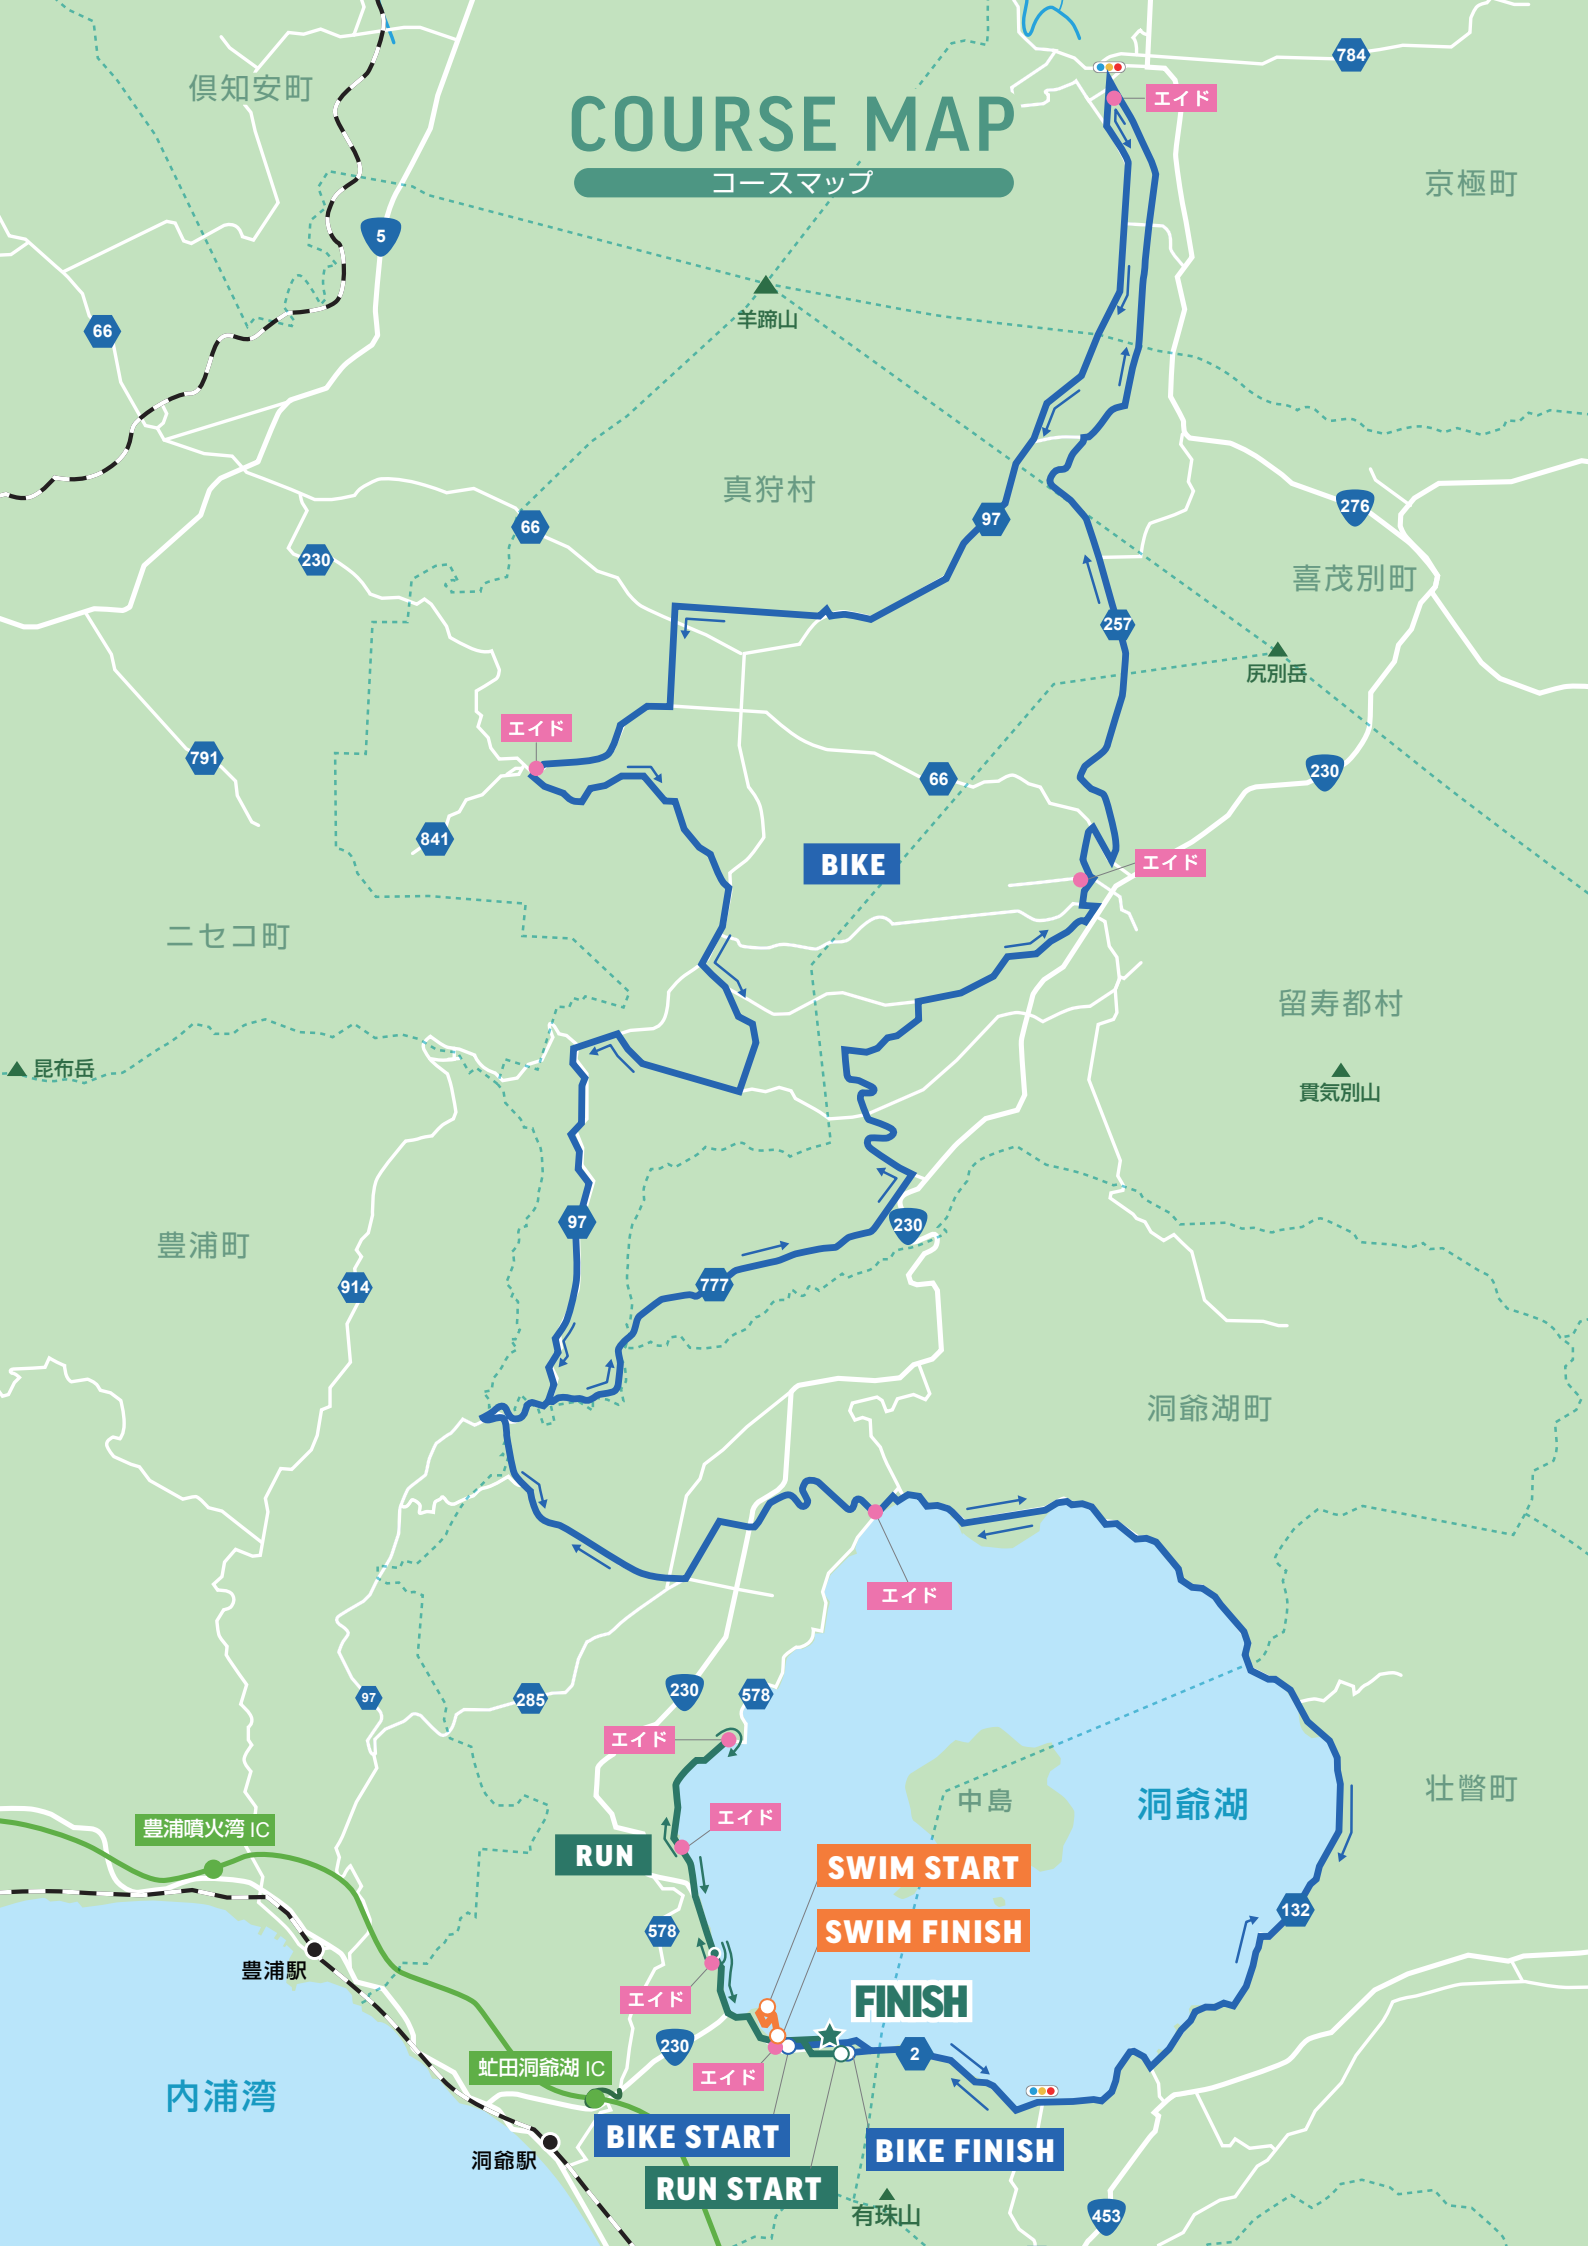 倶知安町
784
エイド
COURSE MAP
コースマップ
京極町
5
羊蹄山
66
真狩村
97
276
66
230
喜茂別町
257
尻別岳
エイド
791
66
230
841
BIKE
エイド
ニセコ町
留寿都村
昆布岳
貫気別山
97
230
豊浦町
777
914
洞爺湖町
エイド
97
285
230
578
エイド
中島
洞爺湖
壮瞥町
エイド
豊浦噴火湾 IC
RUN
SWIM START
132
578
SWIM FINISH
豊浦駅
エイド
FINISH
230
2
虻田洞爺湖 IC
エイド
内浦湾
BIKE START
洞爺駅
BIKE FINISH
RUN START
有珠山
453